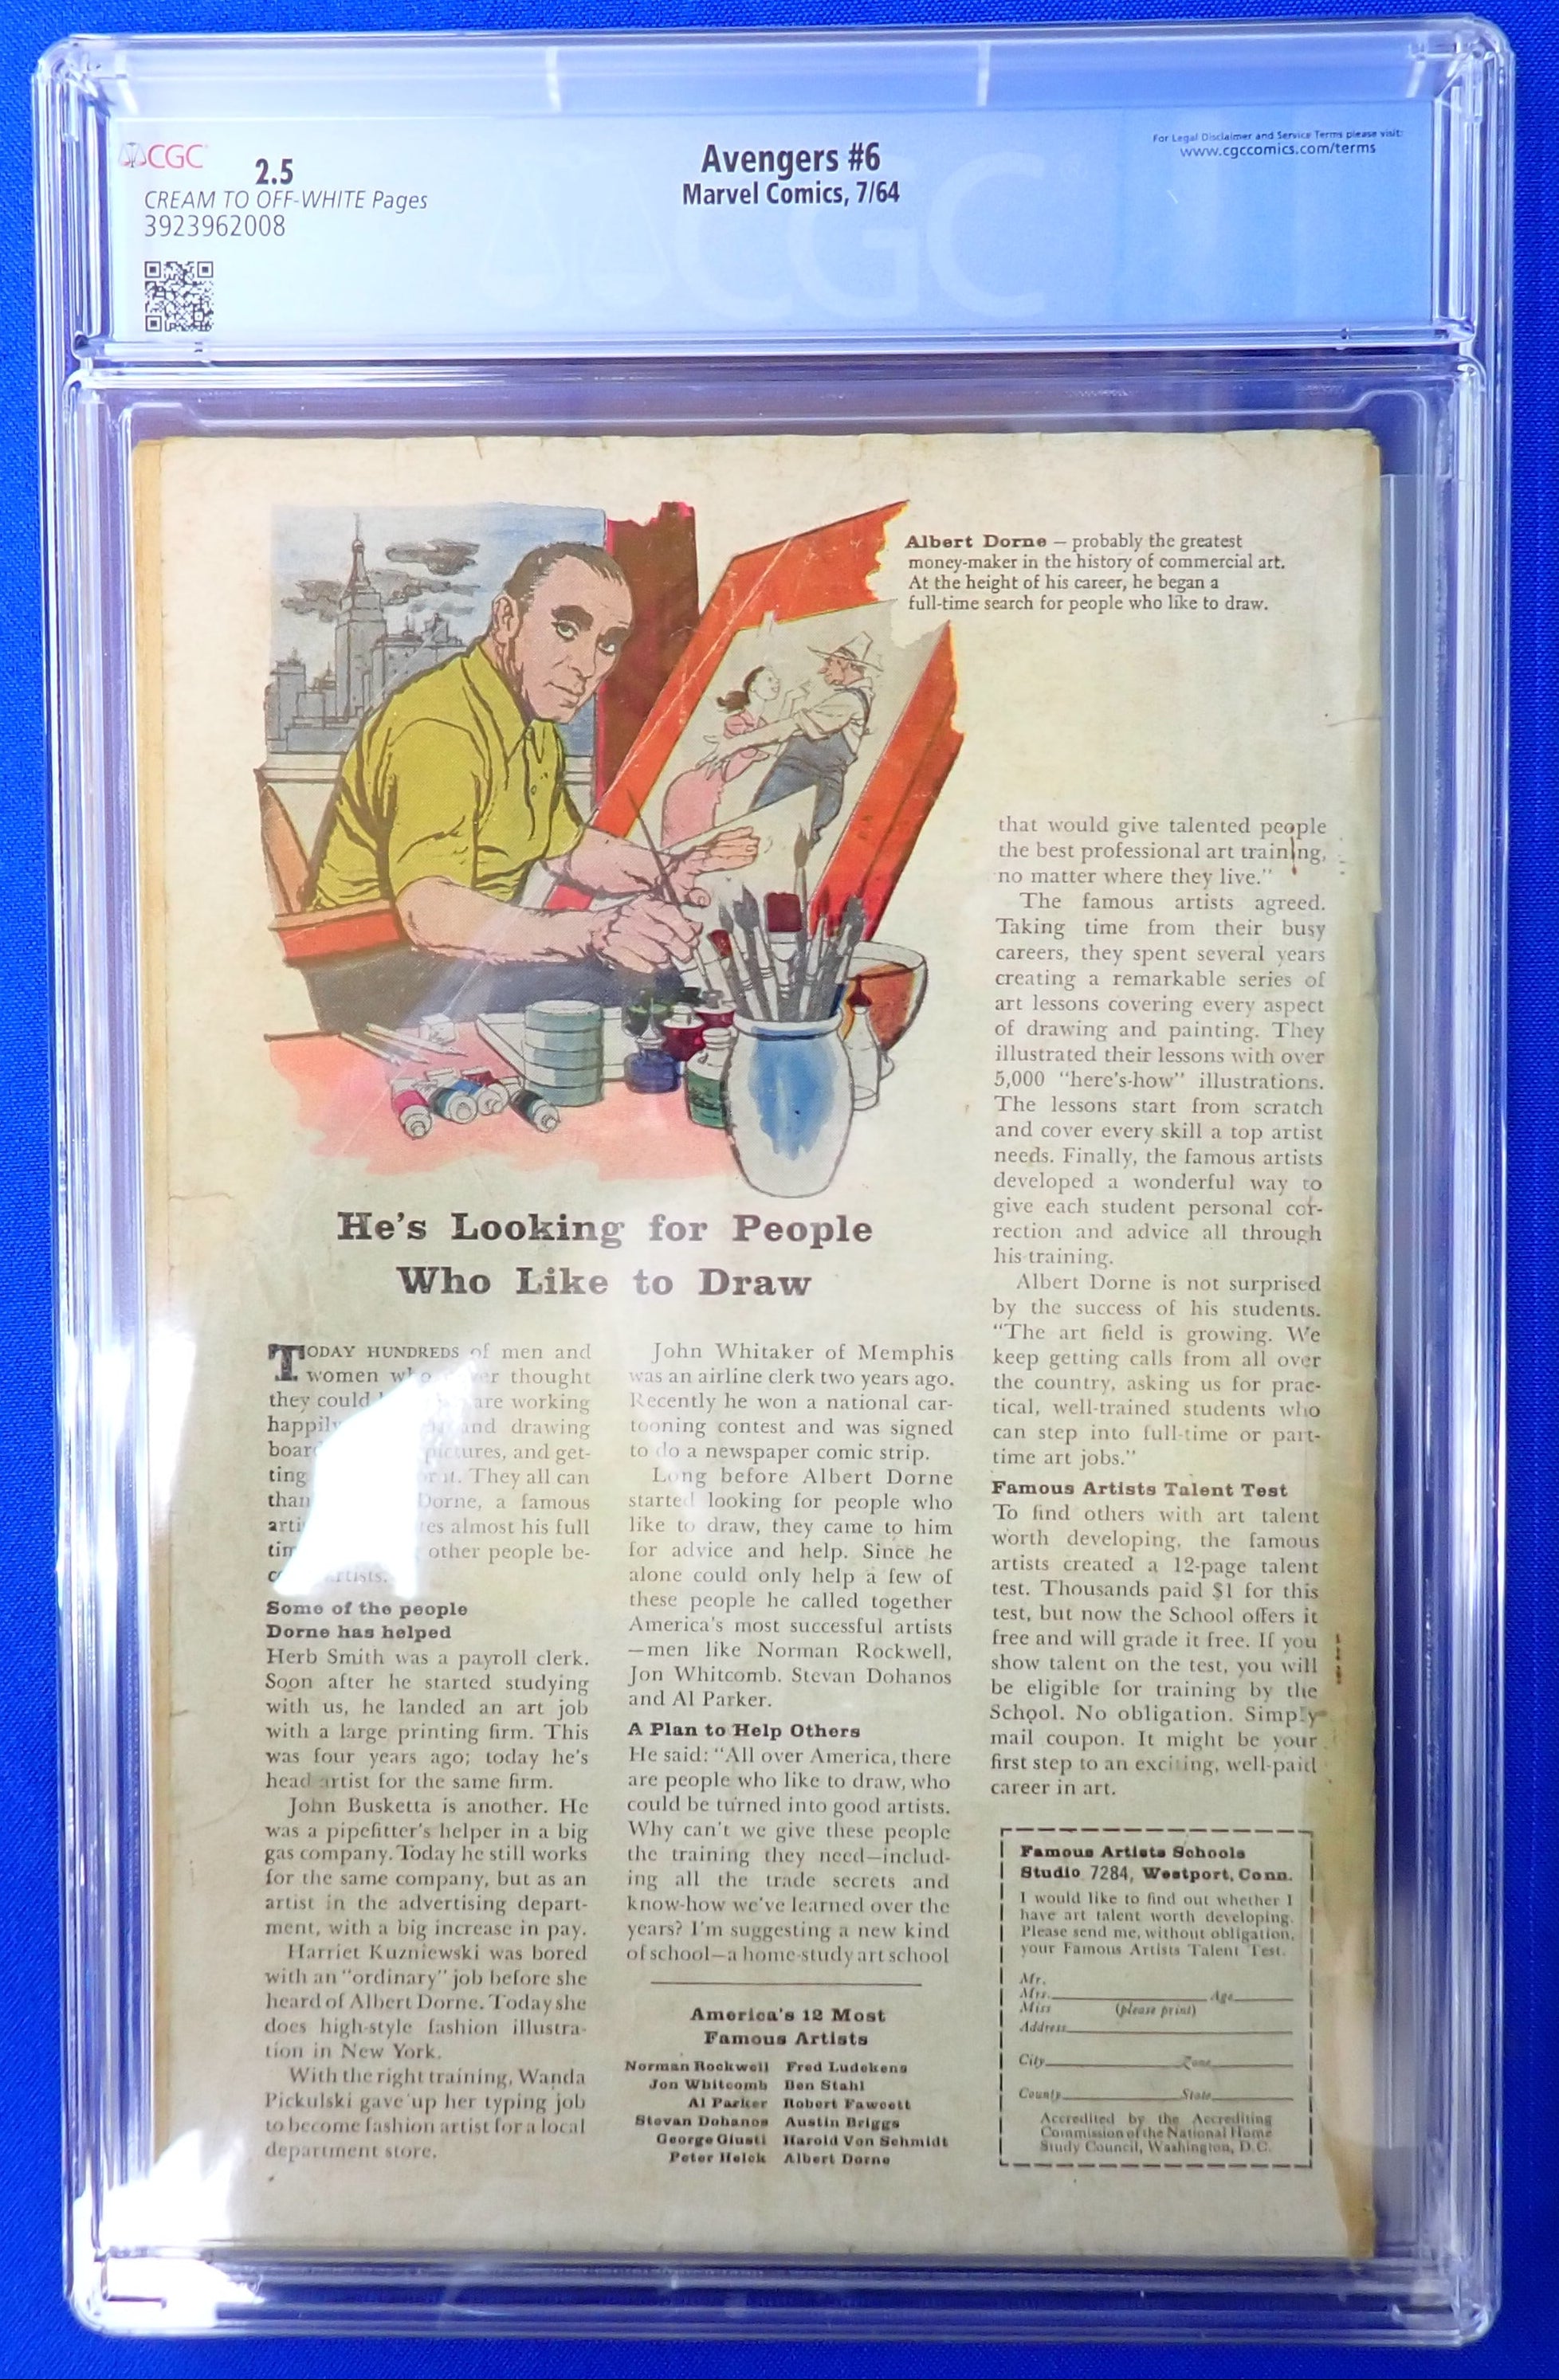 CGC
2.5
CREAM TO OFF-WHITE Pages
3923962008
Avengers #6
Marvel Comics, 7/64
For Legal Disclaimer and Service Terms please visit:
www.cgccomics.com/terms
CGC
Albert Dorne — probably the greatest
money-maker in the history of commercial art.
At the height of his career, he began a
full-time search for people who like to draw.
He's Looking for People
Who Like to Draw
TODAY HUNDREDS of men and
women who thought
they could are working
happily and drawing
pictures, and get-
ting They all can
Dorne, a famous
almost his full
other people be-
Some of the people
Dorne has helped
Herb Smith was a payroll clerk.
Soon after he started studying
with us, he landed an art job
with a large printing firm. This
was four years ago; today he's
head artist for the same firm.
John Busketta is another. He
was a pipefitter's helper in a big
gas company. Today he still works
for the same company, but as an
artist in the advertising depart-
ment, with a big increase in pay.
Harriet Kuzniewski was bored
with an "ordinary" job before she
heard of Albert Dorne. Today she
does high-style fashion illustra-
tion in New York.
With the right training, Wanda
Pickulski gave up her typing job
to become fashion artist for a local
department store.
John Whitaker of Memphis
was an airline clerk two years ago.
Recently he won a national car-
tooning contest and was signed
to do a newspaper comic strip.
Long before Albert Dorne
started looking for people who
like to draw, they came to him
for advice and help. Since he
alone could only help a few of
these people he called together
America's most successful artists
—men like Norman Rockwell,
Jon Whitcomb. Stevan Dohanos
and Al Parker.
A Plan to Help Others
He said: "All over America, there
are people who like to draw, who
could be turned into good artists.
Why can't we give these people
the training they need—includ-
ing all the trade secrets and
know-how we've learned over the
years? I'm suggesting a new kind
of school—a home-study art school
that would give talented people
the best professional art training,
no matter where they live."
The famous artists agreed.
Taking time from their busy
careers, they spent several years
creating a remarkable series of
art lessons covering every aspect
of drawing and painting. They
illustrated their lessons with over
5,000 "here's-how" illustrations.
The lessons start from scratch
and cover every skill a top artist
needs. Finally, the famous artists
developed a wonderful way to
give each student personal cor-
rection and advice all through
his training.
Albert Dorne is not surprised
by the success of his students.
"The art field is growing. We
keep getting calls from all over
the country, asking us for prac-
tical, well-trained students who
can step into full-time or part-
time art jobs."
Famous Artists Talent Test
To find others with art talent
worth developing, the famous
artists created a 12-page talent
test. Thousands paid $1 for this
test, but now the School offers it
free and will grade it free. If you
show talent on the test, you will
be eligible for training by the
School. No obligation. Simply
mail coupon. It might be your
first step to an exciting, well-paid
career in art.
America's 12 Most
Famous Artists
Norman Rockwell Fred Ludekens
Jon Whitcomb Ben Stahl
Al Parker Robert Fawcett
Stevan Dohanos Austin Briggs
George Giusti Harold Von Schmidt
Peter Helck Albert Dorne
Famous Artists Schools
Studio 7284, Westport, Conn.
I would like to find out whether I
have art talent worth developing.
Please send me, without obligation,
your Famous Artists Talent Test.
Mr.
Mrs. Age
Miss (please print)
Address
City Zone
County State
Accredited by the Accrediting
Commission of the National Home
Study Council, Washington, D.C.